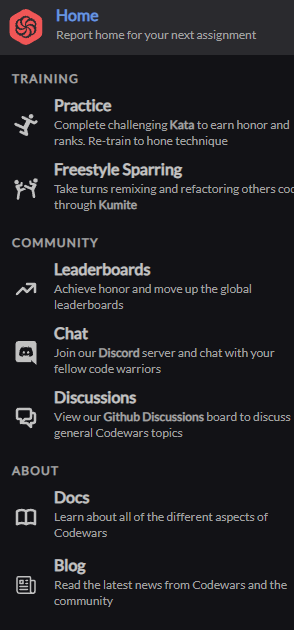 Home
Report home for your next assignment
TRAINING
Practice
Complete challenging Kata to earn honor and
ranks. Re-train to hone technique
Freestyle Sparring
Take turns remixing and refactoring others
through Kumite
COMMUNITY
Leaderboards
Achieve honor and move up the global
leaderboards
Chat
Join our Discord server and chat with your
fellow code warriors
Discussions
View our Github Discussions board to discuss
general Codewars topics
ABOUT
Docs
Learn about all of the different aspects of
Codewars
Blog
Read the latest news from Codewars and the
community